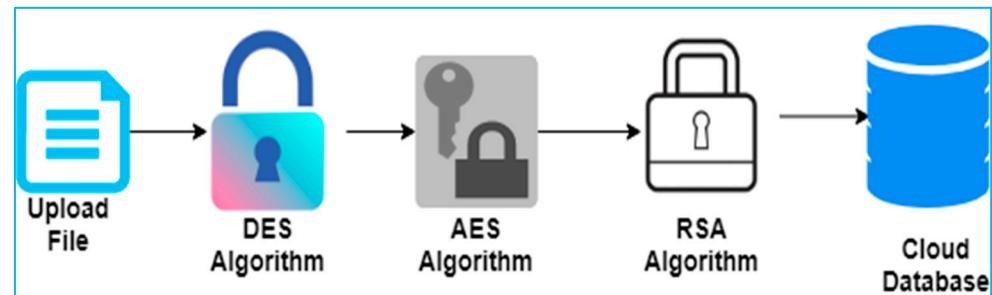 Upload
File
DES
Algorithm
AES
Algorithm
RSA
Algorithm
Cloud
Database